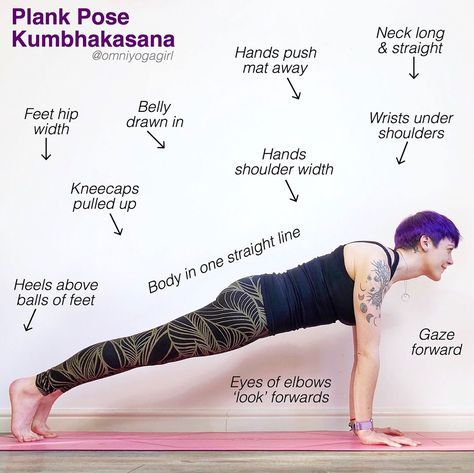 Plank Pose
Kumbhakasana
@omniyogagirl
Neck long
& straight
Hands push
mat away
Feet hip
width
Belly
drawn in
Wrists under
shoulders
Hands
shoulder width
Kneecaps
pulled up
Body in one straight line
Heels above
balls of feet
Gaze
forward
Eyes of elbows
‘look’ forwards